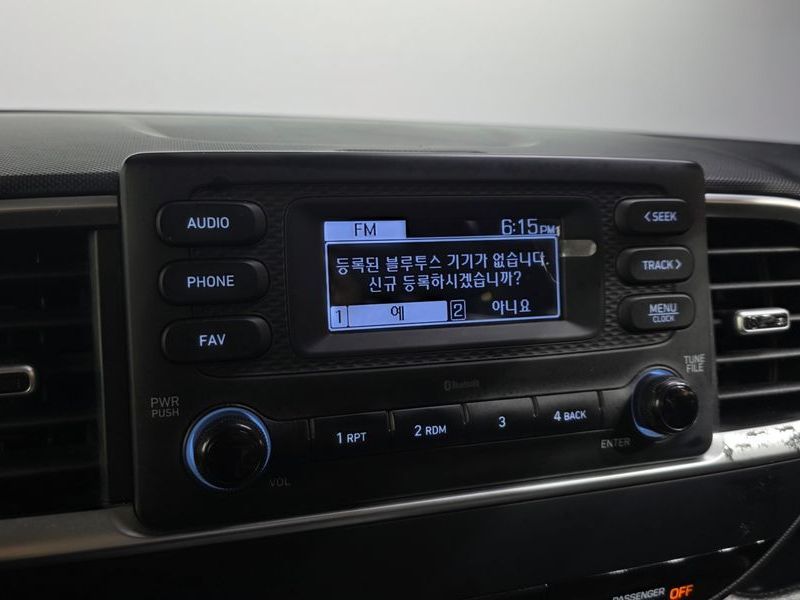 AUDIO
PHONE
FAV
FM
6:15PM
등록된 블루투스 기기가 없습니다.
신규 등록하시겠습니까?
1 예 2 아니요
<SEEK
TRACK>
MENU
CLOCK
Bluetooth
PWR
PUSH
VOL
1 RPT
2 RDM
3
4 BACK
TUNE
FILE
ENTER
PASSENGER OFF